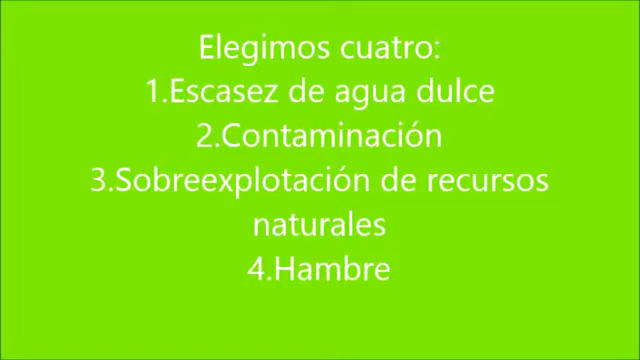 Elegimos cuatro:
1.Escasez de agua dulce
2.Contaminación
3.Sobreexplotación de recursos
naturales
4.Hambre